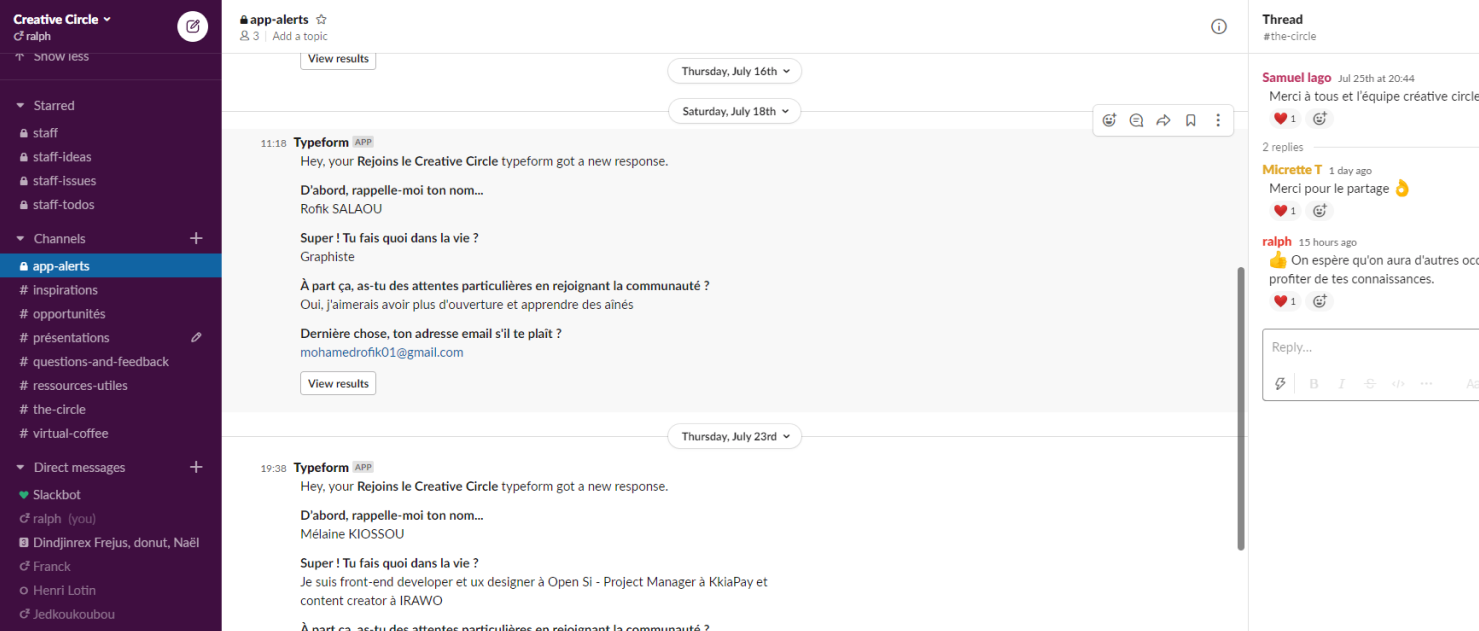 Creative Circle
ralph
Show less
Starred
staff
staff-ideas
staff-issues
staff-todos
Channels
app-alerts
# inspirations
# opportunités
# présentations
# questions-and-feedback
# ressources-utiles
# the-circle
# virtual-coffee
Direct messages
Slackbot
ralph (you)
3 Dindjinrex Frejus, donut, Naël
Franck
Henri Lotin
Jedkoukoubou
app-alerts
3 | Add a topic
View results
Thursday, July 16th
Saturday, July 18th
11:18 Typeform APP
Hey, your Rejoins le Creative Circle typeform got a new response.
D'abord, rappelle-moi ton nom...
Rofik SALAOU
Super ! Tu fais quoi dans la vie ?
Graphiste
À part ça, as-tu des attentes particulières en rejoignant la communauté ?
Oui, j'aimerais avoir plus d'ouverture et apprendre des aînés
Dernière chose, ton adresse email s'il te plaît ?
mohamedrofik01@gmail.com
View results
Thursday, July 23rd
19:38 Typeform APP
Hey, your Rejoins le Creative Circle typeform got a new response.
D'abord, rappelle-moi ton nom...
Mélaine KIOSSOU
Super ! Tu fais quoi dans la vie ?
Je suis front-end developer et ux designer à Open Si - Project Manager à KkiaPay et
content creator à IRAWO
À part ça, as-tu des attentes particulières en rejoignant la communauté ?
Thread
#the-circle
Samuel Iago Jul 25th at 20:44
Merci à tous et l'équipe créative circle
❤️ 1
2 replies
Micrette T 1 day ago
Merci pour le partage 👌
❤️ 1
ralph 15 hours ago
👍 On espère qu'on aura d'autres occ
profiter de tes connaissances.
❤️ 1
Reply...
B I S </> ... Aa